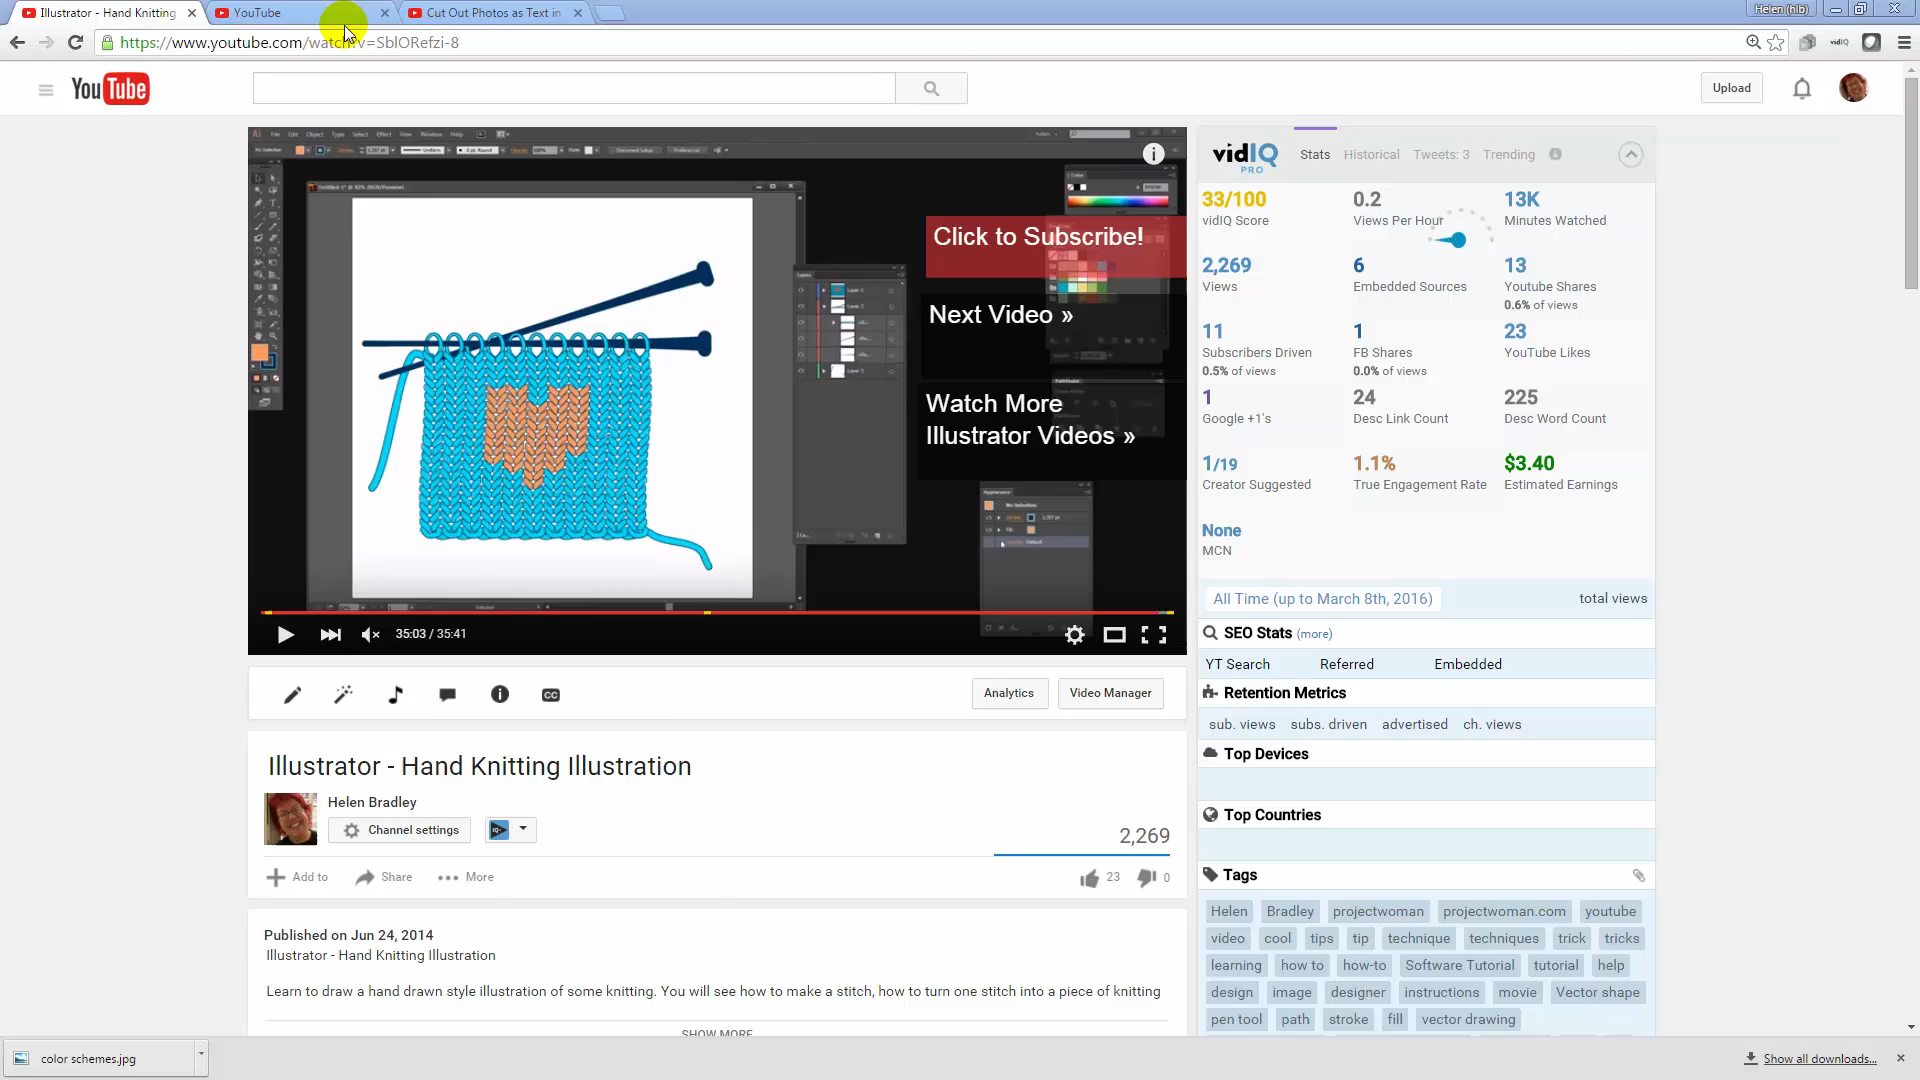 Illustrator - Hand Knitting
YouTube
Cut Out Photos as Text in
Helen (hlb)
https://www.youtube.com/watch?v=SblORefzi-8
vidIQ
YouTube
Upload
File Edit Object Type Select Effect View Window Help
Click to Subscribe!
Next Video »
Watch More
Illustrator Videos »
35:03 / 35:41
vidIQ
PRO
Stats Historical Tweets: 3 Trending
33/100 0.2 13K
vidIQ Score Views Per Hour Minutes Watched
2,269 6 13
Views Embedded Sources Youtube Shares
0.6% of views
11 1 23
Subscribers Driven FB Shares YouTube Likes
0.5% of views 0.0% of views
1 24 225
Google +1's Desc Link Count Desc Word Count
1/19 1.1% $3.40
Creator Suggested True Engagement Rate Estimated Earnings
None
MCN
All Time (up to March 8th, 2016) total views
SEO Stats (more)
YT Search Referred Embedded
Retention Metrics
sub. views subs. driven advertised ch. views
Top Devices
Top Countries
Tags
Helen Bradley projectwoman projectwoman.com youtube
video cool tips tip technique techniques trick tricks
learning how to how-to Software Tutorial tutorial help
design image designer instructions movie Vector shape
pen tool path stroke fill vector drawing
CC
Analytics Video Manager
Illustrator - Hand Knitting Illustration
Helen Bradley
Channel settings
2,269
Add to Share More 23 0
Published on Jun 24, 2014
Illustrator - Hand Knitting Illustration
Learn to draw a hand drawn style illustration of some knitting. You will see how to make a stitch, how to turn one stitch into a piece of knitting
SHOW MORE
color schemes.jpg
Show all downloads...